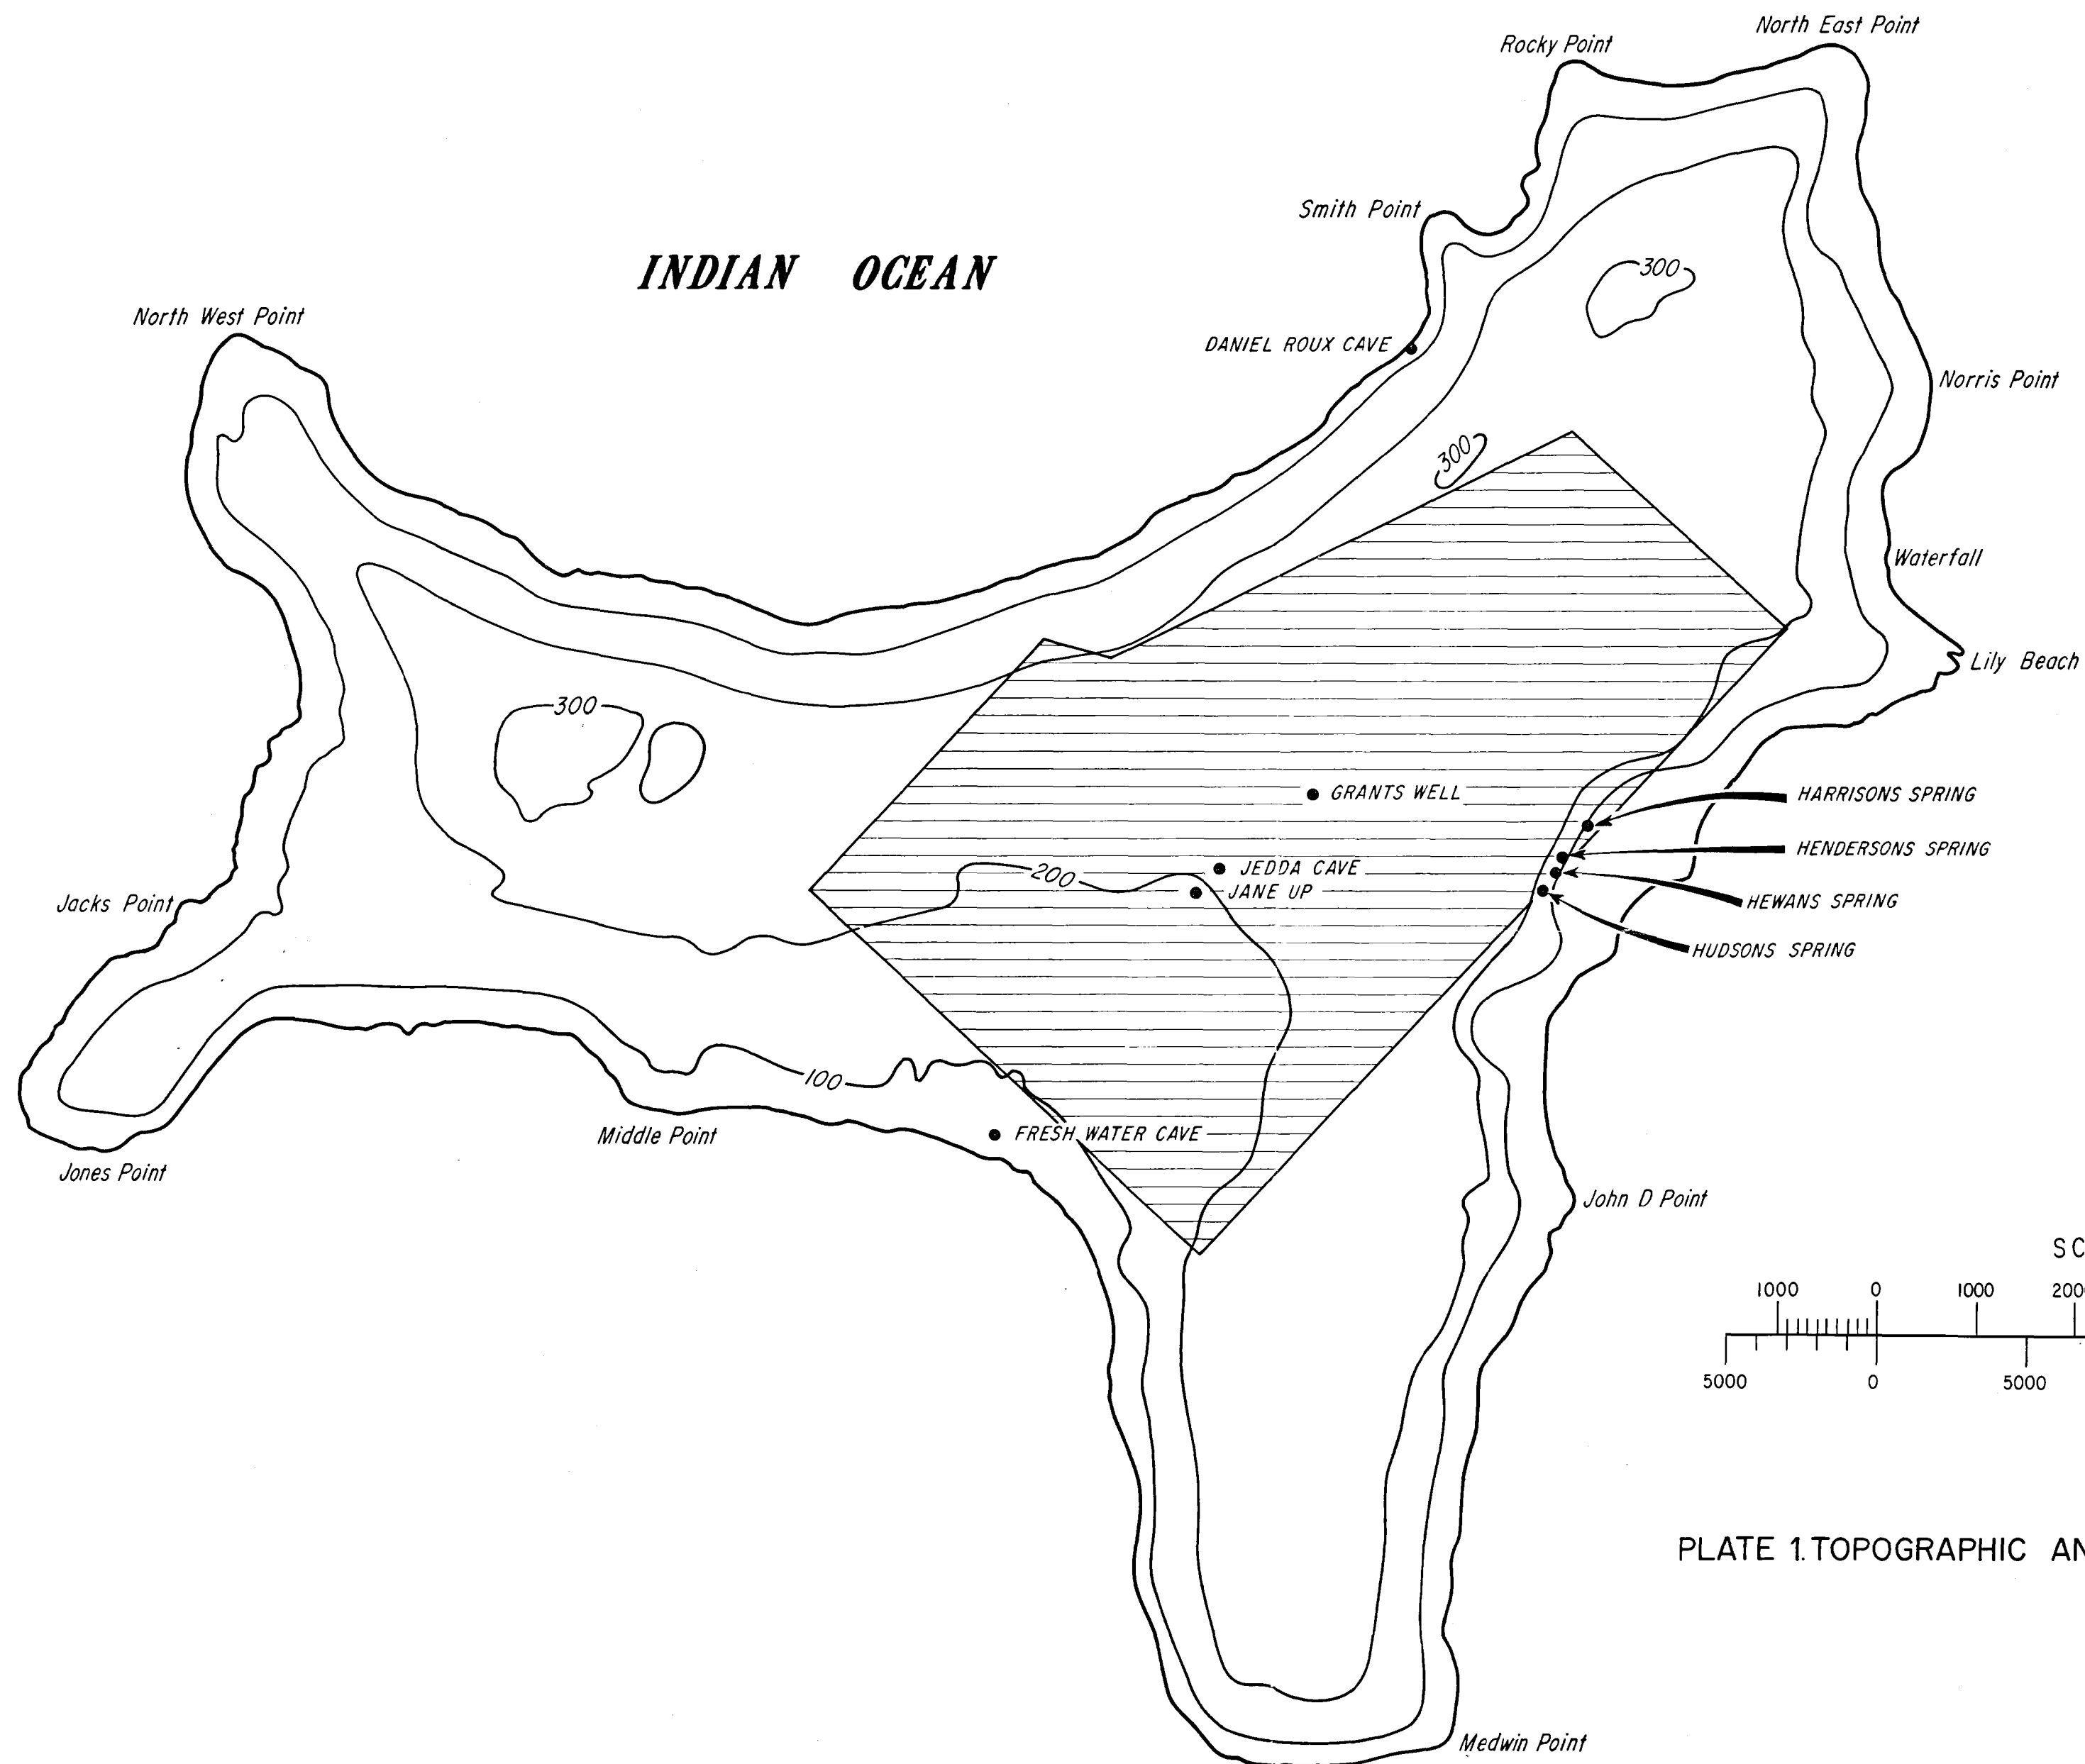 North East Point
Rocky Point
Smith Point
INDIAN OCEAN
300
North West Point
DANIEL ROUX CAVE
Norris Point
300
Waterfall
Lily Beach
300
GRANTS WELL
HARRISONS SPRING
HENDERSONS SPRING
JEDDA CAVE
200
JANE UP
HEWANS SPRING
Jacks Point
HUDSONS SPRING
100
FRESH WATER CAVE
Middle Point
Jones Point
John D Point
SC
1000 0 1000 200
5000 0 5000
PLATE 1. TOPOGRAPHIC AN
Medwin Point